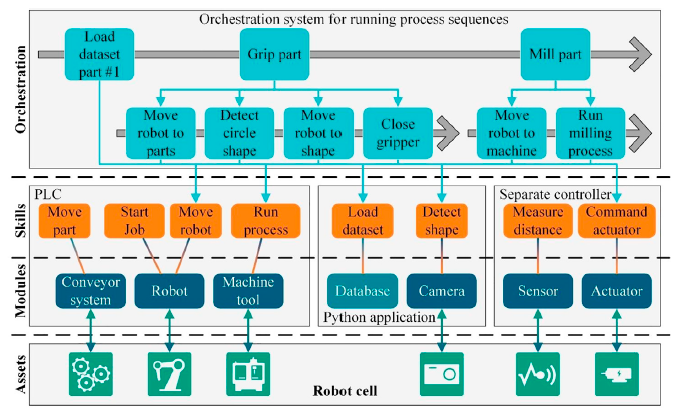 Orchestration system for running process sequences
Orchestration
Load
dataset
part #1
Grip part
Mill part
Move
robot to
parts
Detect
circle
shape
Move
robot to
shape
Close
gripper
Move
robot to
machine
Run
milling
process
Skills
PLC
Move
part
Start
Job
Move
robot
Run
process
Load
dataset
Detect
shape
Separate controller
Measure
distance
Command
actuator
Modules
Conveyor
system
Robot
Machine
tool
Database
Camera
Python application
Sensor
Actuator
Assets
Robot cell